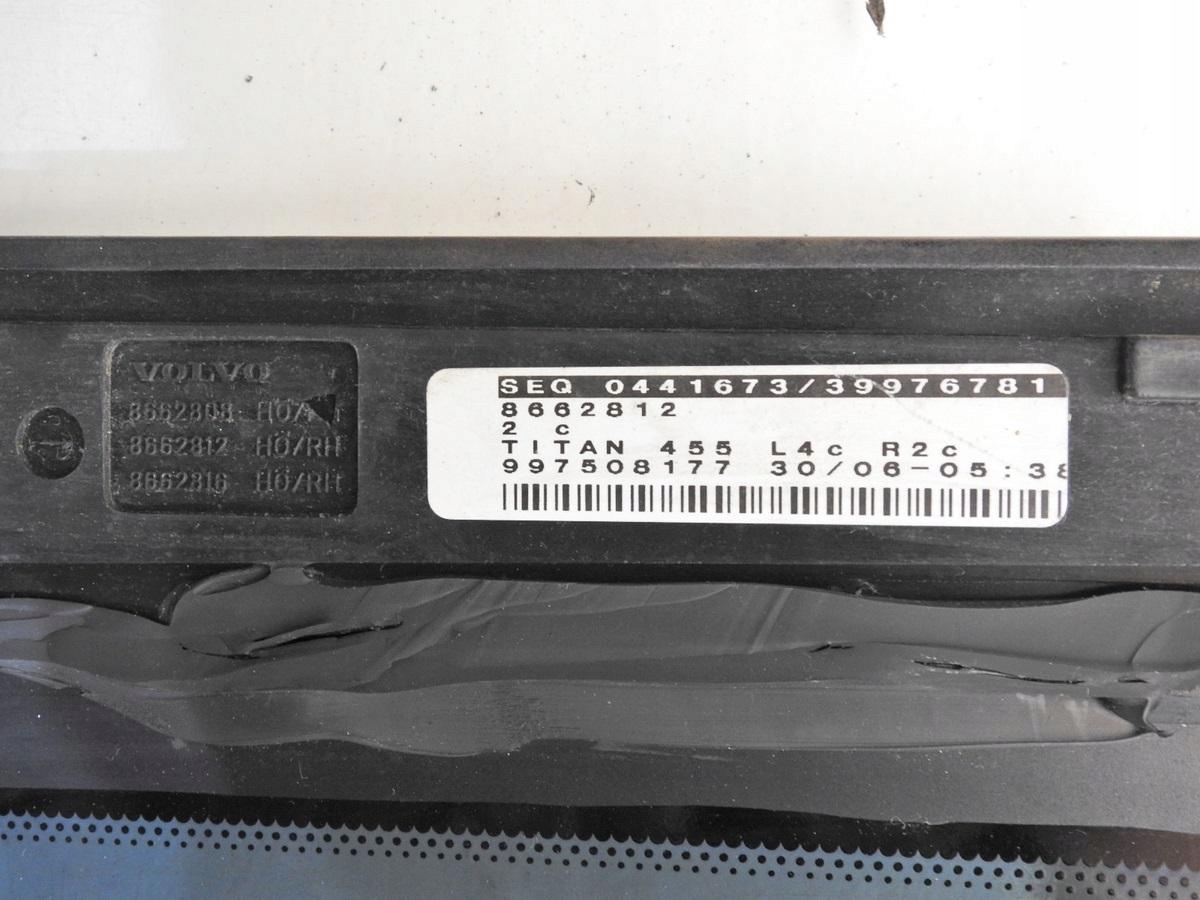 VOLVO
8662808 HÖ/
8662812 HÖ/RH
8662816 HÖ/RH
SEQ 0441673/39976781
8662812
2 c
TITAN 455 L4c R2c
997508177 30/06-05:38